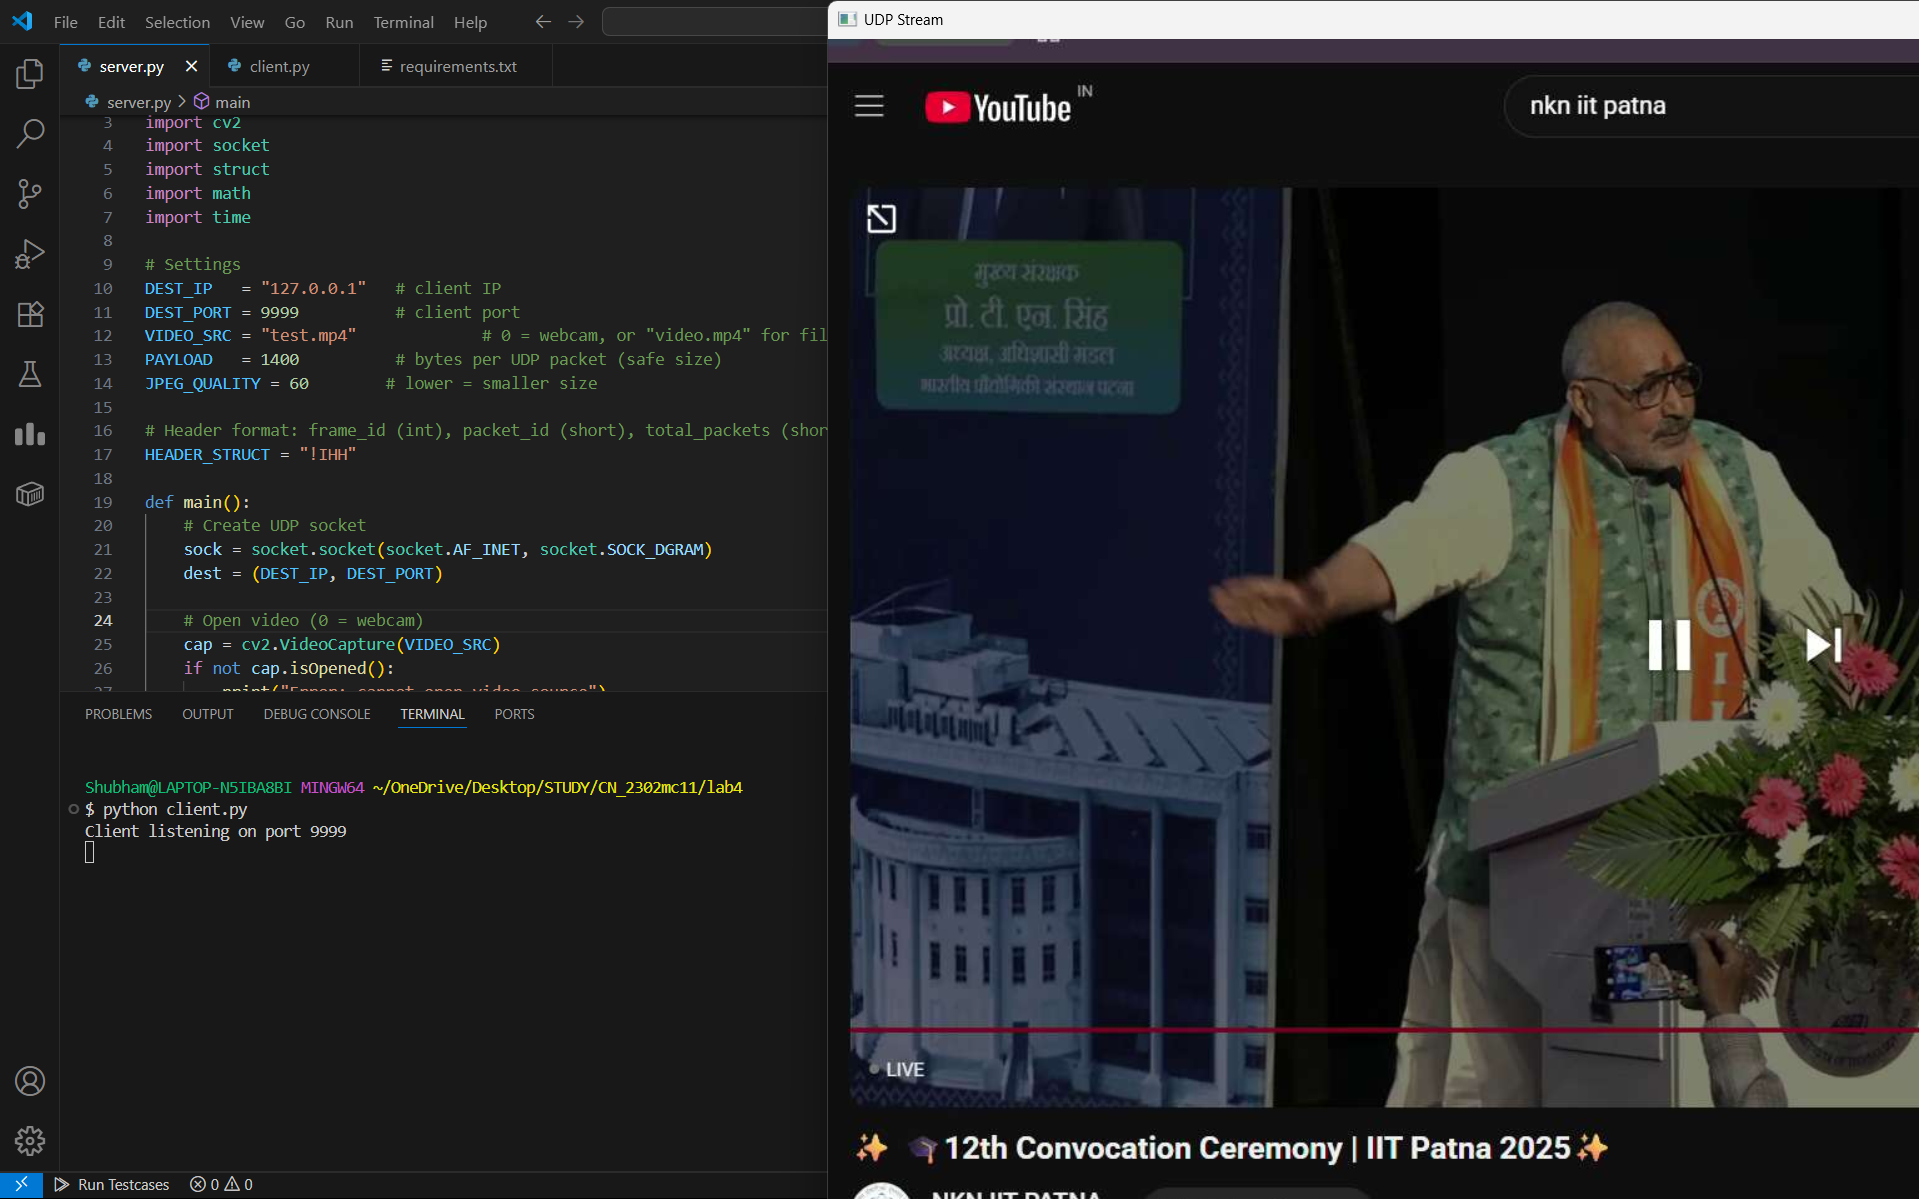 File Edit Selection View Go Run Terminal Help
server.py client.py requirements.txt
server.py > main
3 import cv2
4 import socket
5 import struct
6 import math
7 import time
8
9 # Settings
10 DEST_IP = "127.0.0.1" # client IP
11 DEST_PORT = 9999 # client port
12 VIDEO_SRC = "test.mp4" # 0 = webcam, or "video.mp4" for fil
13 PAYLOAD = 1400 # bytes per UDP packet (safe size)
14 JPEG_QUALITY = 60 # lower = smaller size
15
16 # Header format: frame_id (int), packet_id (short), total_packets (shor
17 HEADER_STRUCT = "!IHH"
18
19 def main():
20 # Create UDP socket
21 sock = socket.socket(socket.AF_INET, socket.SOCK_DGRAM)
22 dest = (DEST_IP, DEST_PORT)
23
24 # Open video (0 = webcam)
25 cap = cv2.VideoCapture(VIDEO_SRC)
26 if not cap.isOpened():
27 print("Error: cannot open video source")
PROBLEMS OUTPUT DEBUG CONSOLE TERMINAL PORTS
Shubham@LAPTOP-N5IBA8BI MINGW64 ~/OneDrive/Desktop/STUDY/CN_2302mc11/lab4
$ python client.py
Client listening on port 9999
Run Testcases 0 0
UDP Stream
YouTube IN
nkn iit patna
मुख्य संरक्षक
प्रो. टी. एन. सिंह
अध्यक्ष, अधिशासी मंडल
भारतीय प्रौद्योगिकी संस्थान पटना
LIVE
✨ 🎓12th Convocation Ceremony | IIT Patna 2025✨
NKN IIT PATNA